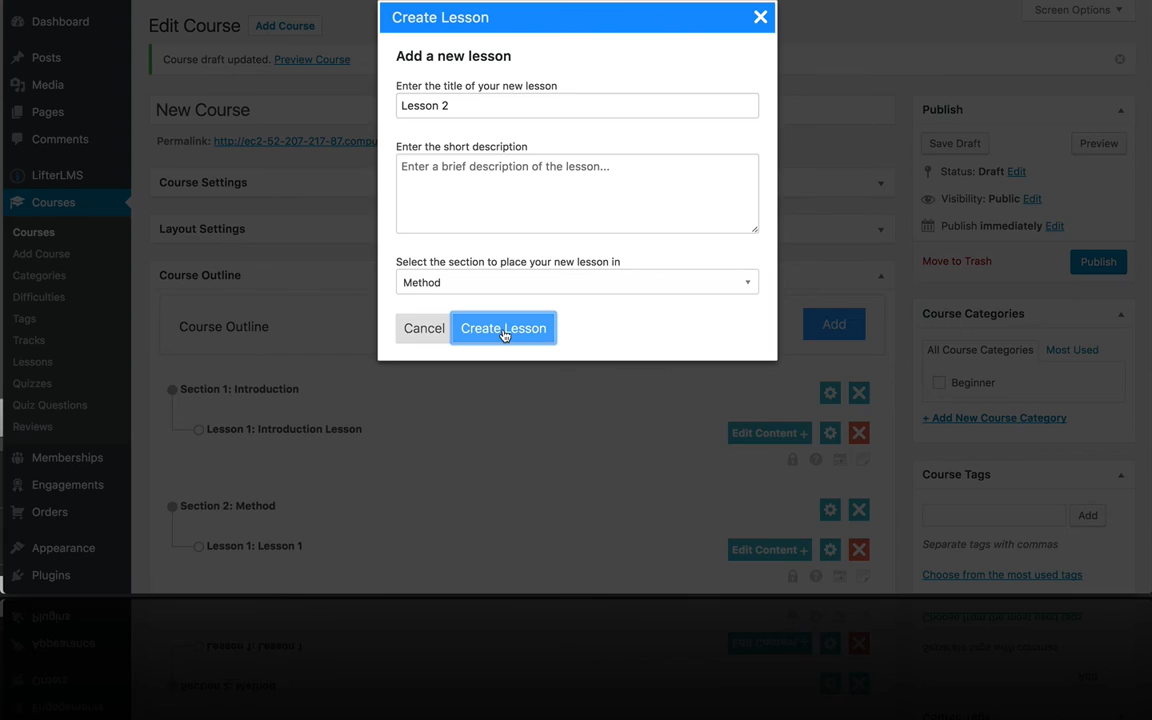 Dashboard
Posts
Media
Pages
Comments
LifterLMS
Courses
Courses
Add Course
Categories
Difficulties
Tags
Tracks
Lessons
Quizzes
Quiz Questions
Reviews
Memberships
Engagements
Orders
Appearance
Plugins
Screen Options
Edit Course
Add Course
Course draft updated. Preview Course
New Course
Permalink: http://ec2-52-207-217-87.compu
Course Settings
Layout Settings
Course Outline
Course Outline
Add
Section 1: Introduction
Lesson 1: Introduction Lesson
Edit Content +
Section 2: Method
Lesson 1: Lesson 1
Edit Content +
Create Lesson
Add a new lesson
Enter the title of your new lesson
Lesson 2
Enter the short description
Enter a brief description of the lesson...
Select the section to place your new lesson in
Method
Cancel
Create Lesson
Publish
Save Draft
Preview
Status: Draft Edit
Visibility: Public Edit
Publish immediately Edit
Move to Trash
Publish
Course Categories
All Course Categories
Most Used
Beginner
+ Add New Course Category
Course Tags
Add
Separate tags with commas
Choose from the most used tags